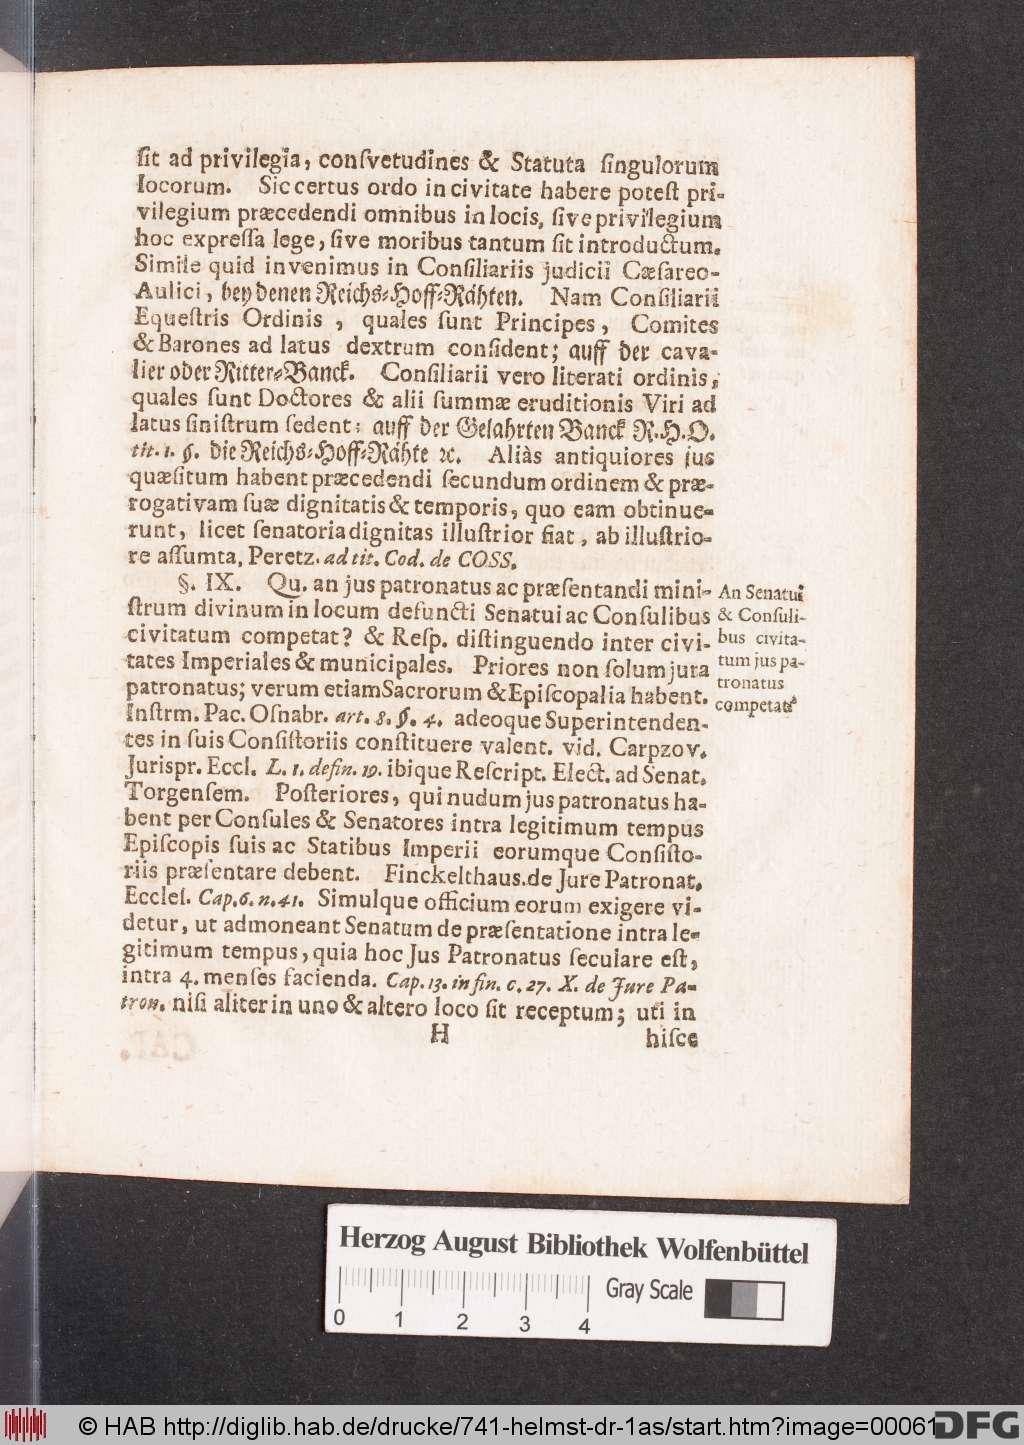 ſit ad privilegia, conſvetudines & Statuta ſingulorum
locorum. Sic certus ordo in civitate habere poteſt pri-
vilegium præcedendi omnibus in locis, ſive privilegium
hoc expreſſa lege, ſive moribus tantum ſit introductum.
Simile quid invenimus in Conſiliariis judicii Cæſareo-
Aulici, bey denen Reichs-Hoff-Rähten. Nam Conſiliarii
Equeſtris Ordinis, quales ſunt Principes, Comites
& Barones ad latus dextrum conſident; auff der cava-
lier oder Ritter-Banck. Conſiliarii vero literati ordinis,
quales ſunt Doctores & alii ſummæ eruditionis Viri ad
latus ſiniſtrum ſedent; auff der Gelahrten Banck R.H.O.
tit. 1. §. die Reichs-Hoff-Rähte ꝛc. Aliàs antiquiores jus
quæſitum habent præcedendi ſecundum ordinem & præ-
rogativam ſuæ dignitatis & temporis, quo eam obtinue-
runt, licet ſenatoria dignitas illuſtrior fiat, ab illuſtrio-
re aſſumta, Peretz. ad tit. Cod. de COSS.
§. IX. Qu. an jus patronatus ac præſentandi mini-
ſtrum divinum in locum defuncti Senatui ac Conſulibus
civitatum competat? & Reſp. diſtinguendo inter civi-
tates Imperiales & municipales. Priores non ſolum jura
patronatus; verum etiam Sacrorum & Epiſcopalia habent.
Inſtrm. Pac. Oſnabr. art. 8. §. 4. adeoque Superintenden-
tes in ſuis Conſiſtoriis conſtituere valent. vid. Carpzov.
Jurispr. Eccl. L. 1. defin. 19. ibique Reſcript. Elect. ad Senat.
Torgenſem. Poſteriores, qui nudum jus patronatus ha-
bent per Conſules & Senatores intra legitimum tempus
Epiſcopis ſuis ac Statibus Imperii eorumque Conſiſto-
riis præſentare debent. Finckelthaus. de Jure Patronat.
Eccleſ. Cap. 6. n. 41. Simulque officium eorum exigere vi-
detur, ut admoneant Senatum de præſentatione intra le-
gitimum tempus, quia hoc Jus Patronatus ſeculare eſt,
intra 4. menſes facienda. Cap. 13. in fin. c. 27. X. de Jure Pa-
tron. niſi aliter in uno & altero loco ſit receptum; uti in
H hiſce
An Senatui
& Conſuli-
bus civita-
tum jus pa-
tronatus
competat?
Herzog August Bibliothek Wolfenbüttel
Gray Scale
0 1 2 3 4
© HAB http://diglib.hab.de/drucke/741-helmst-dr-1as/start.htm?image=00061
DFG